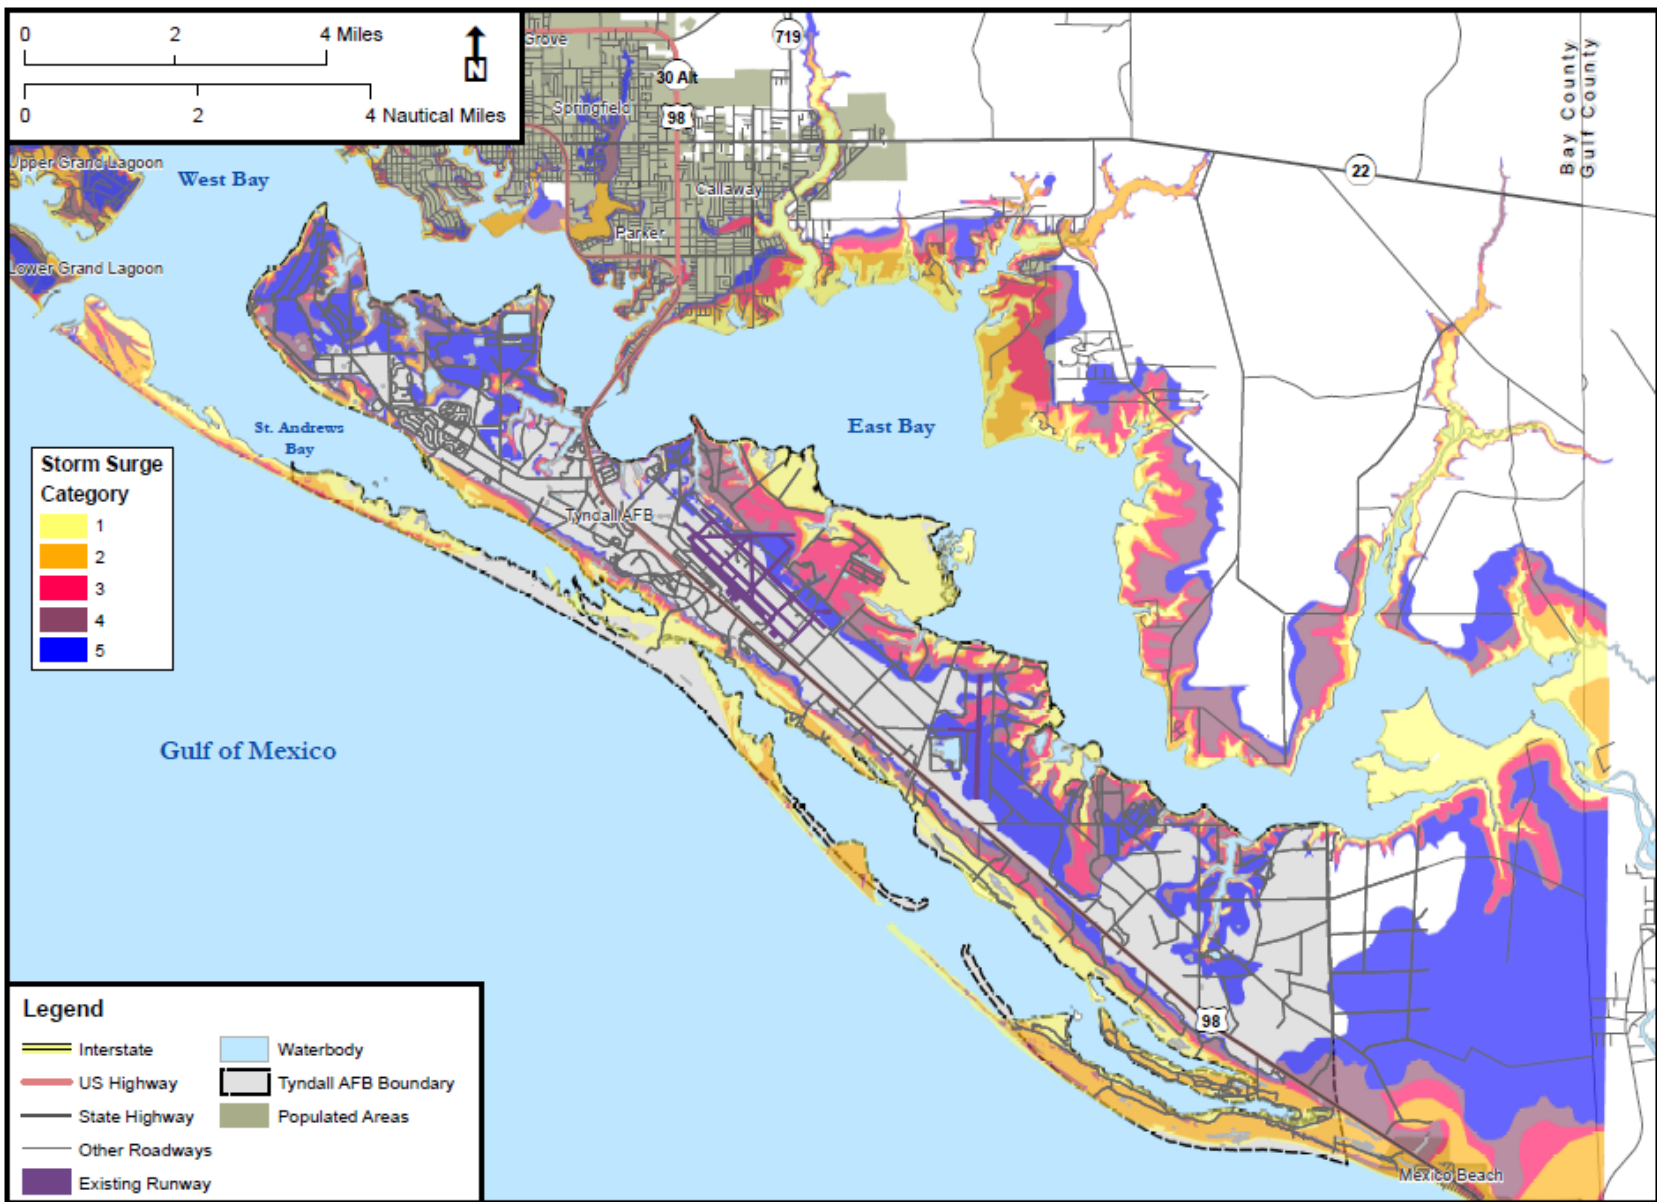 0 2 4 Miles
0 2 4 Nautical Miles
N
Grove
719
30 Alt
98
Springfield
Bay County
Gulf County
Upper Grand Lagoon
West Bay
22
Callaway
Parker
Lower Grand Lagoon
St. Andrews
Bay
East Bay
Storm Surge
Category
1
2
3
4
5
Tyndall AFB
Gulf of Mexico
98
Mexico Beach
Legend
Interstate
US Highway
State Highway
Other Roadways
Existing Runway
Waterbody
Tyndall AFB Boundary
Populated Areas